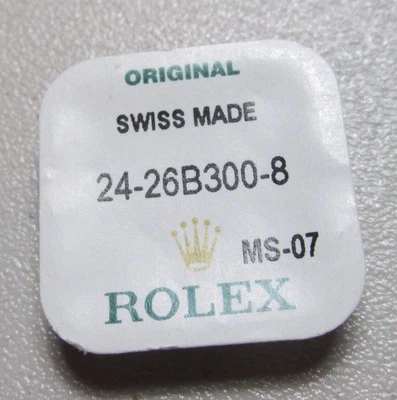 ORIGINAL
SWISS MADE
24-26B300-8
MS-07
ROLEX